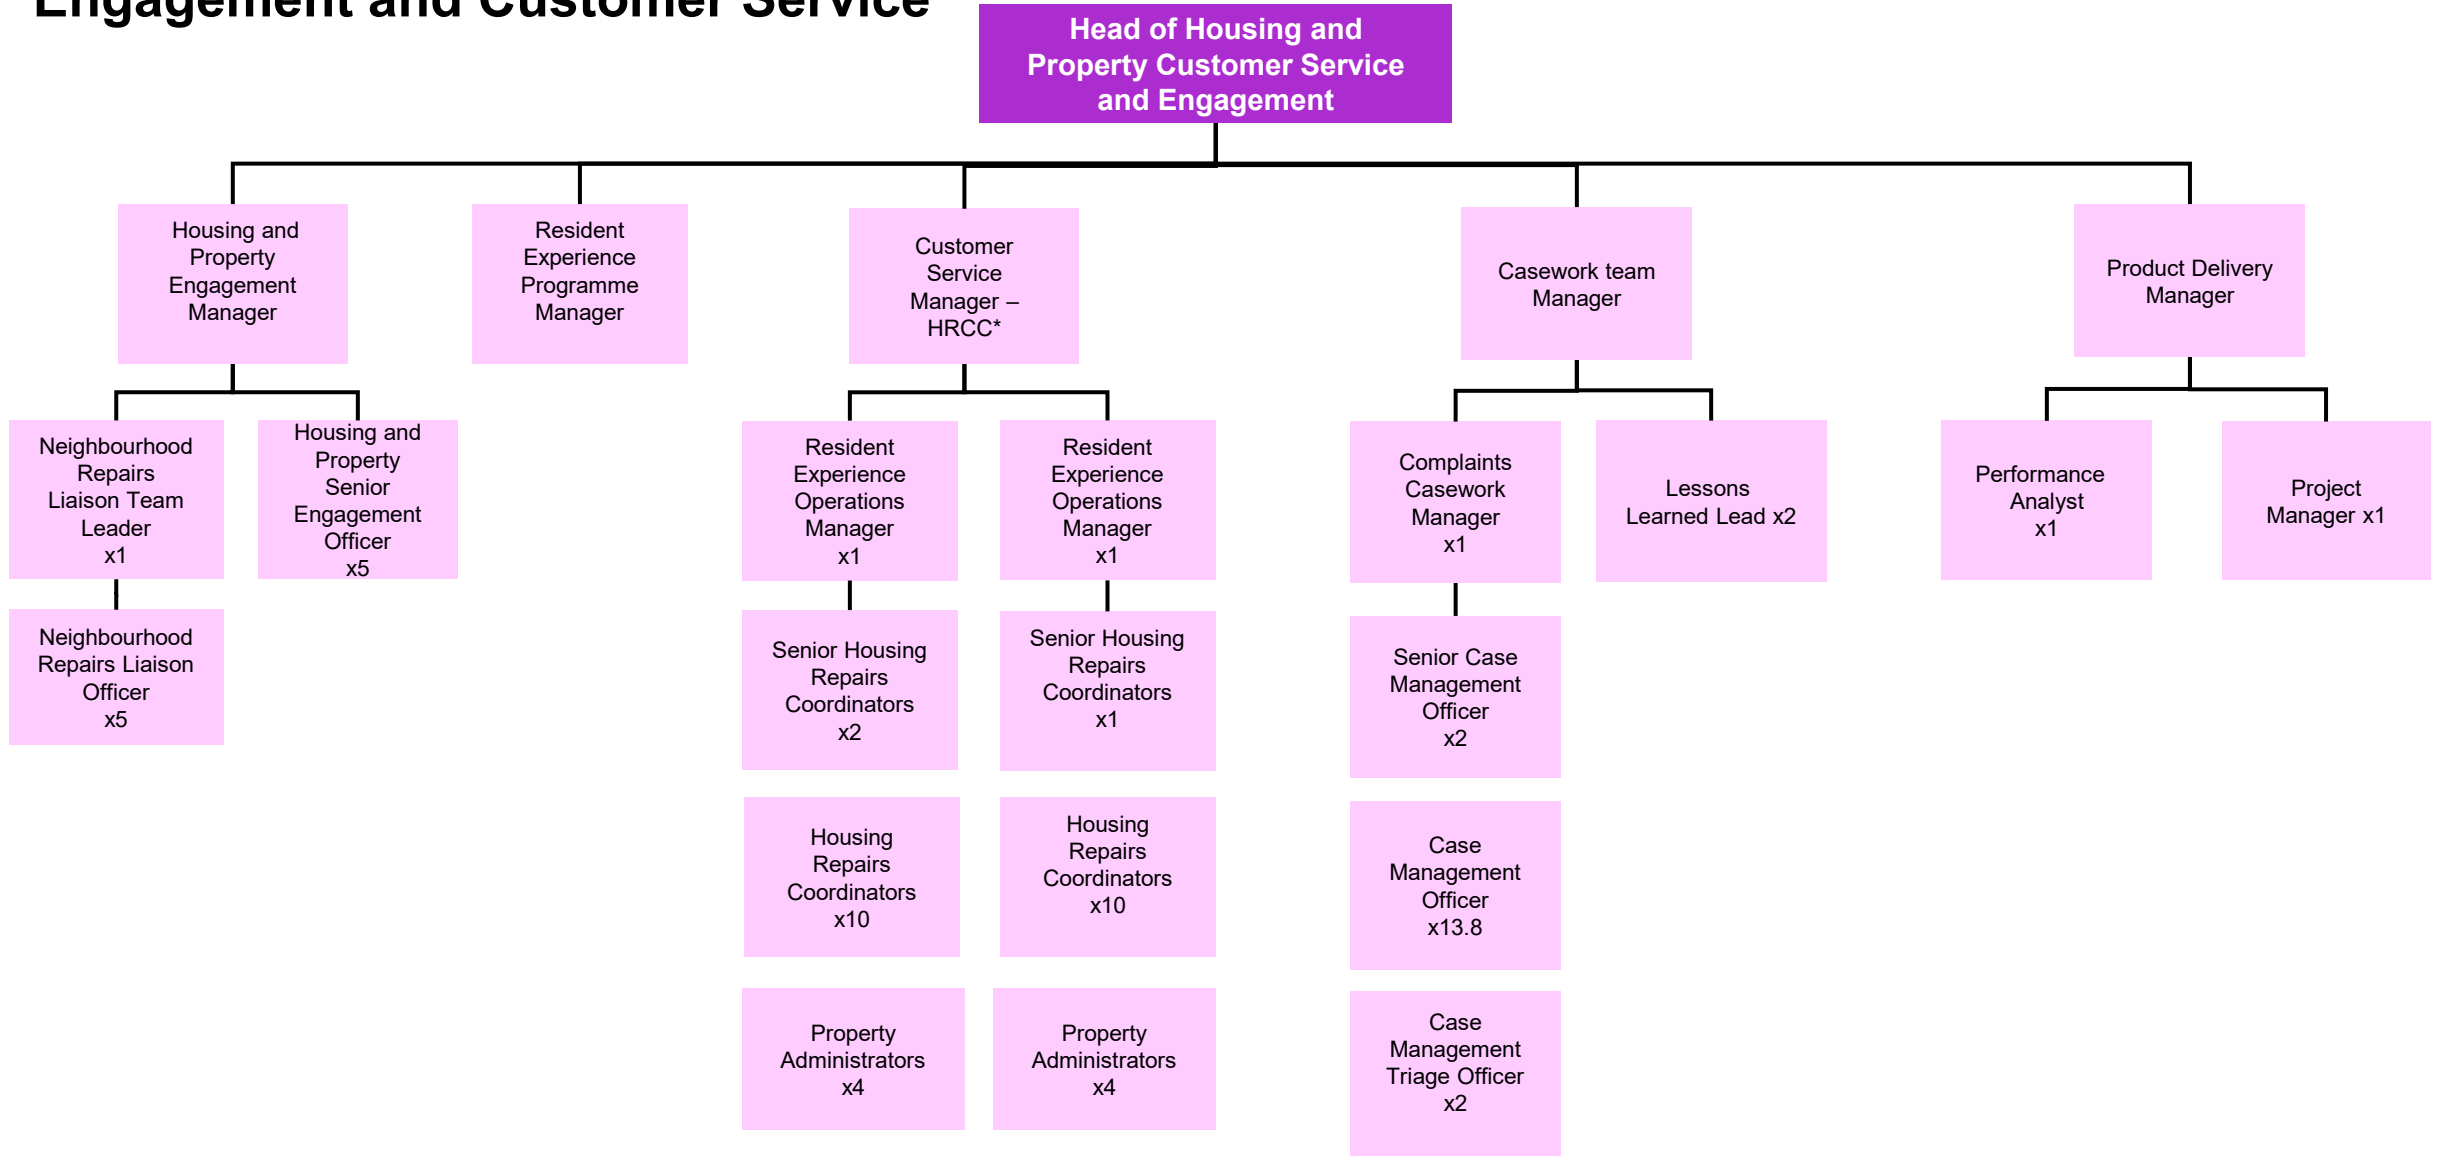 Engagement and Customer Service
Head of Housing and
Property Customer Service
and Engagement
Housing and
Property
Engagement
Manager
Resident
Experience
Programme
Manager
Customer
Service
Manager –
HRCC*
Casework team
Manager
Product Delivery
Manager
Neighbourhood
Repairs
Liaison Team
Leader
x1
Housing and
Property
Senior
Engagement
Officer
x5
Resident
Experience
Operations
Manager
x1
Resident
Experience
Operations
Manager
x1
Complaints
Casework
Manager
x1
Lessons
Learned Lead x2
Performance
Analyst
x1
Project
Manager x1
Neighbourhood
Repairs Liaison
Officer
x5
Senior Housing
Repairs
Coordinators
x2
Senior Housing
Repairs
Coordinators
x1
Senior Case
Management
Officer
x2
Housing
Repairs
Coordinators
x10
Housing
Repairs
Coordinators
x10
Case
Management
Officer
x13.8
Property
Administrators
x4
Property
Administrators
x4
Case
Management
Triage Officer
x2